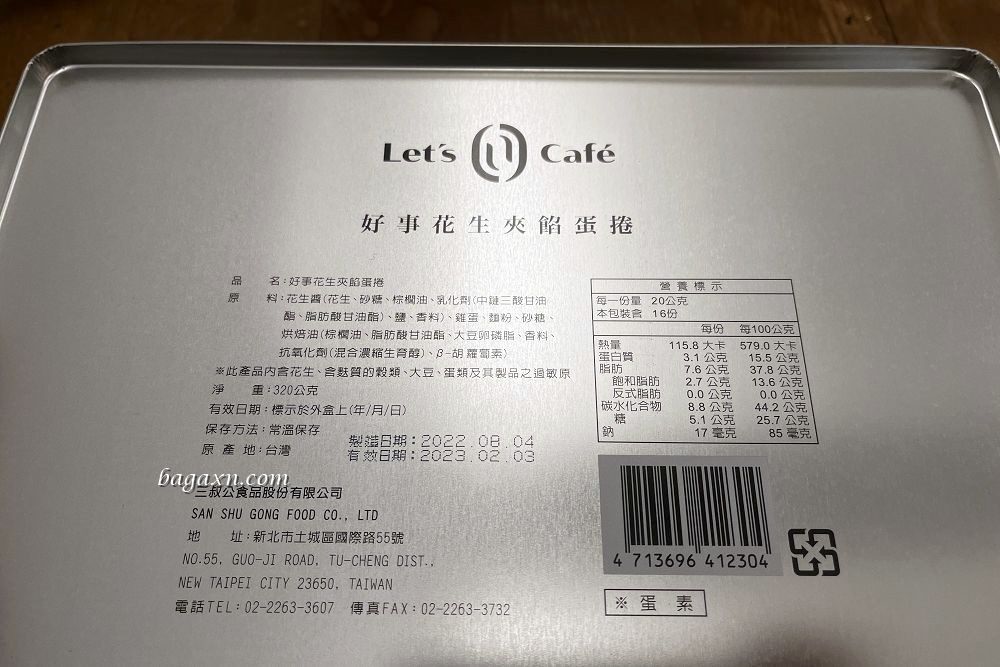 Let's Café
好事花生夾餡蛋捲
品 名:好事花生夾餡蛋捲
原 料:花生醬(花生、砂糖、棕櫚油、乳化劑(中鏈三酸甘油
酯、脂肪酸甘油酯)、鹽、香料)、雞蛋、麵粉、砂糖、
烘焙油(棕櫚油、脂肪酸甘油酯、大豆卵磷脂、香料、
抗氧化劑(混合濃縮生育醇)、β-胡蘿蔔素)
※此產品內含花生、含麩質的穀類、大豆、蛋類及其製品之過敏原
淨 重:320公克
有效日期:標示於外盒上(年/月/日)
保存方法:常溫保存
原 產 地:台灣
製造日期:2022.08.04
有效日期:2023.02.03
bagaxn.com
三叔公食品股份有限公司
SAN SHU GONG FOOD CO., LTD
地 址:新北市土城區國際路55號
NO.55, GUO-JI ROAD, TU-CHENG DIST.,
NEW TAIPEI CITY 23650, TAIWAN
電話TEL:02-2263-3607 傳真FAX:02-2263-3732
營養標示
每一份量 20公克
本包裝含 16份
每份 每100公克
熱量 115.8 大卡 579.0 大卡
蛋白質 3.1 公克 15.5 公克
脂肪 7.6 公克 37.8 公克
飽和脂肪 2.7 公克 13.6 公克
反式脂肪 0.0 公克 0.0 公克
碳水化合物 8.8 公克 44.2 公克
糖 5.1 公克 25.7 公克
鈉 17 毫克 85 毫克
4 713696 412304
※ 蛋 素